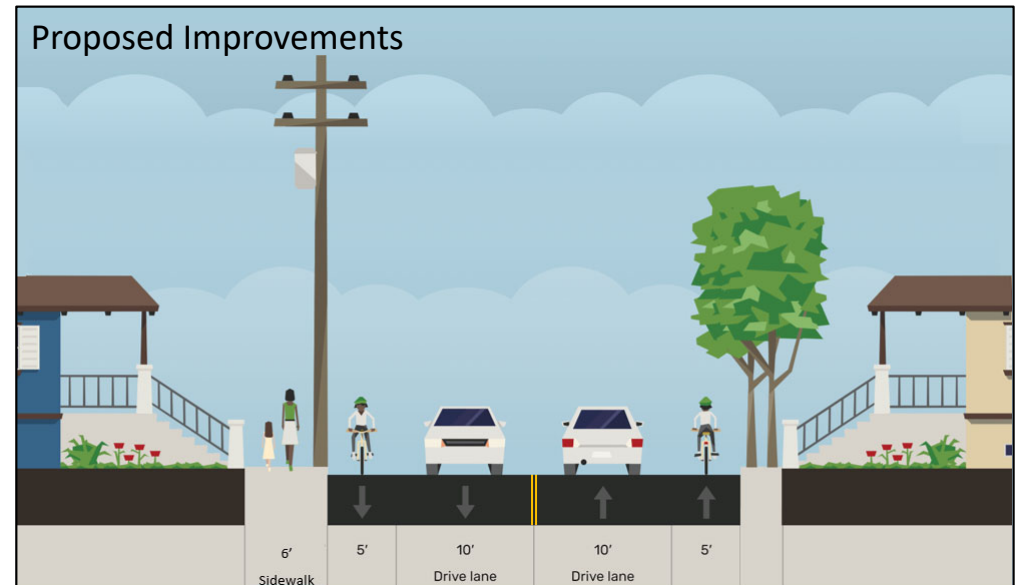 Proposed Improvements
6’ 5’ 10’ 10’ 5’
Sidewalk Drive lane Drive lane